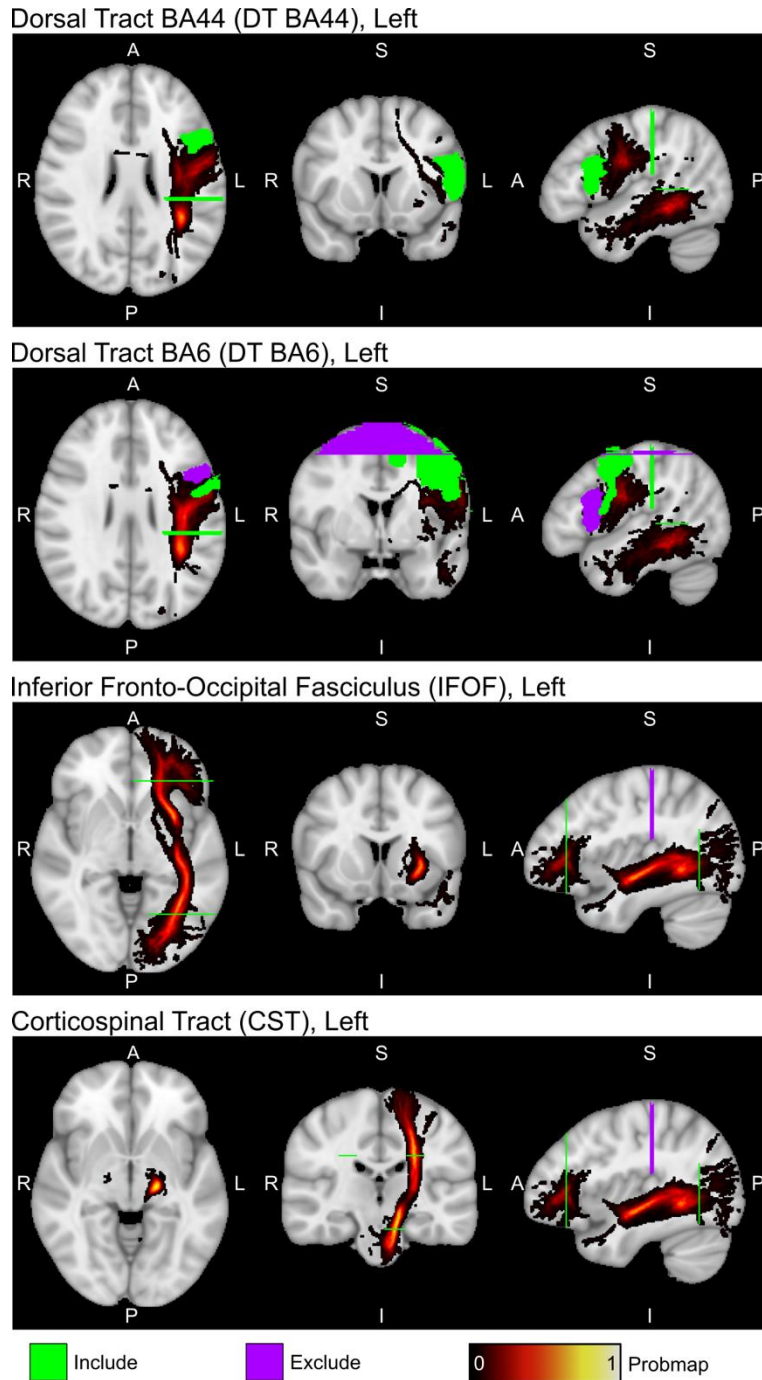 Dorsal Tract BA44 (DT BA44), Left
A S S
R L R L A P
P I I
Dorsal Tract BA6 (DT BA6), Left
A S S
R L R L A P
P I I
Inferior Fronto-Occipital Fasciculus (IFOF), Left
A S S
R L R L A P
P I I
Corticospinal Tract (CST), Left
A S S
R L R L A P
P I I
Include Exclude 0 1 Probmap